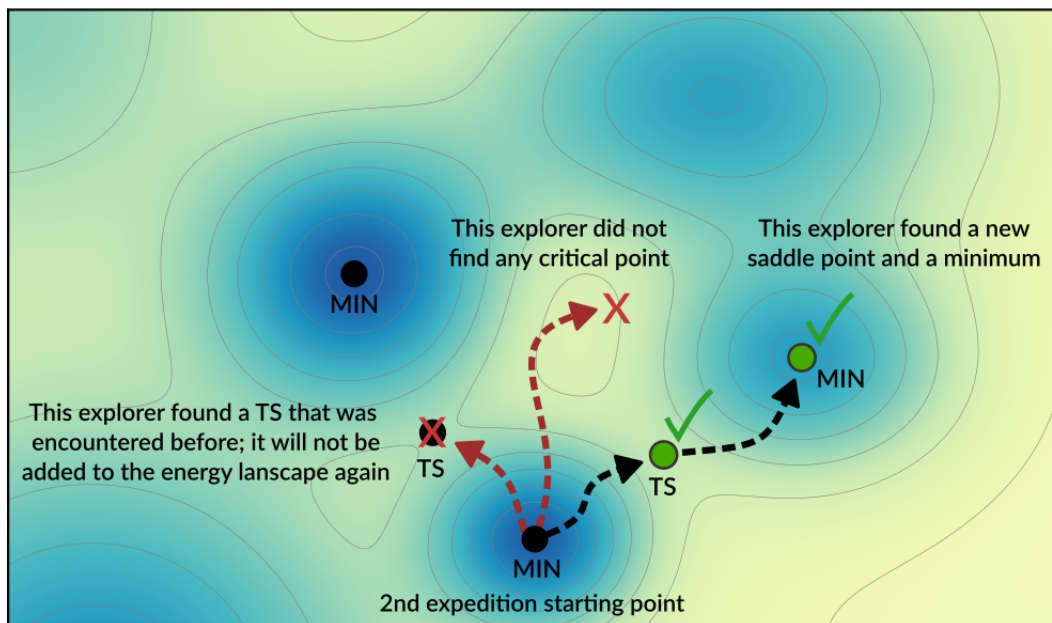 This explorer did not
find any critical point
This explorer found a new
saddle point and a minimum
MIN
MIN
This explorer found a TS that was
encountered before; it will not be
added to the energy lanscape again
X
X
TS
TS
MIN
2nd expedition starting point